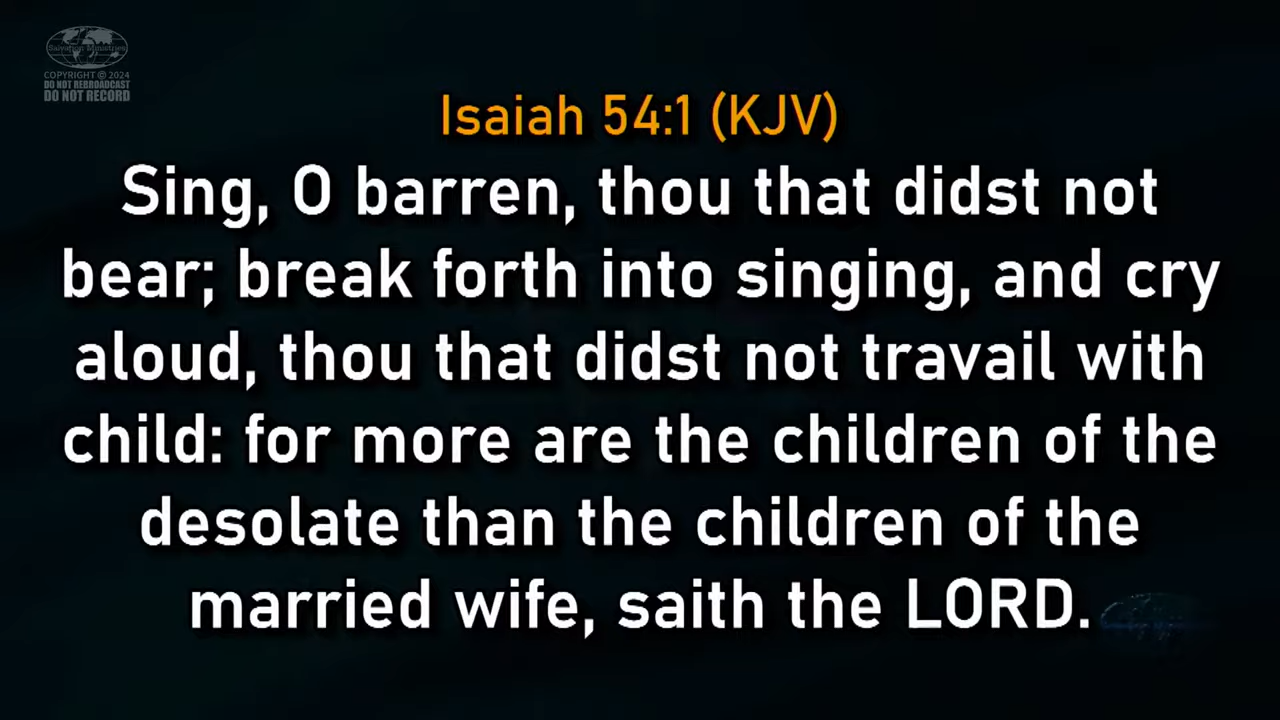 Salvation Ministries
COPYRIGHT © 2024
DO NOT REBROADCAST
DO NOT RECORD
Isaiah 54:1 (KJV)
Sing, O barren, thou that didst not
bear; break forth into singing, and cry
aloud, thou that didst not travail with
child: for more are the children of the
desolate than the children of the
married wife, saith the LORD.